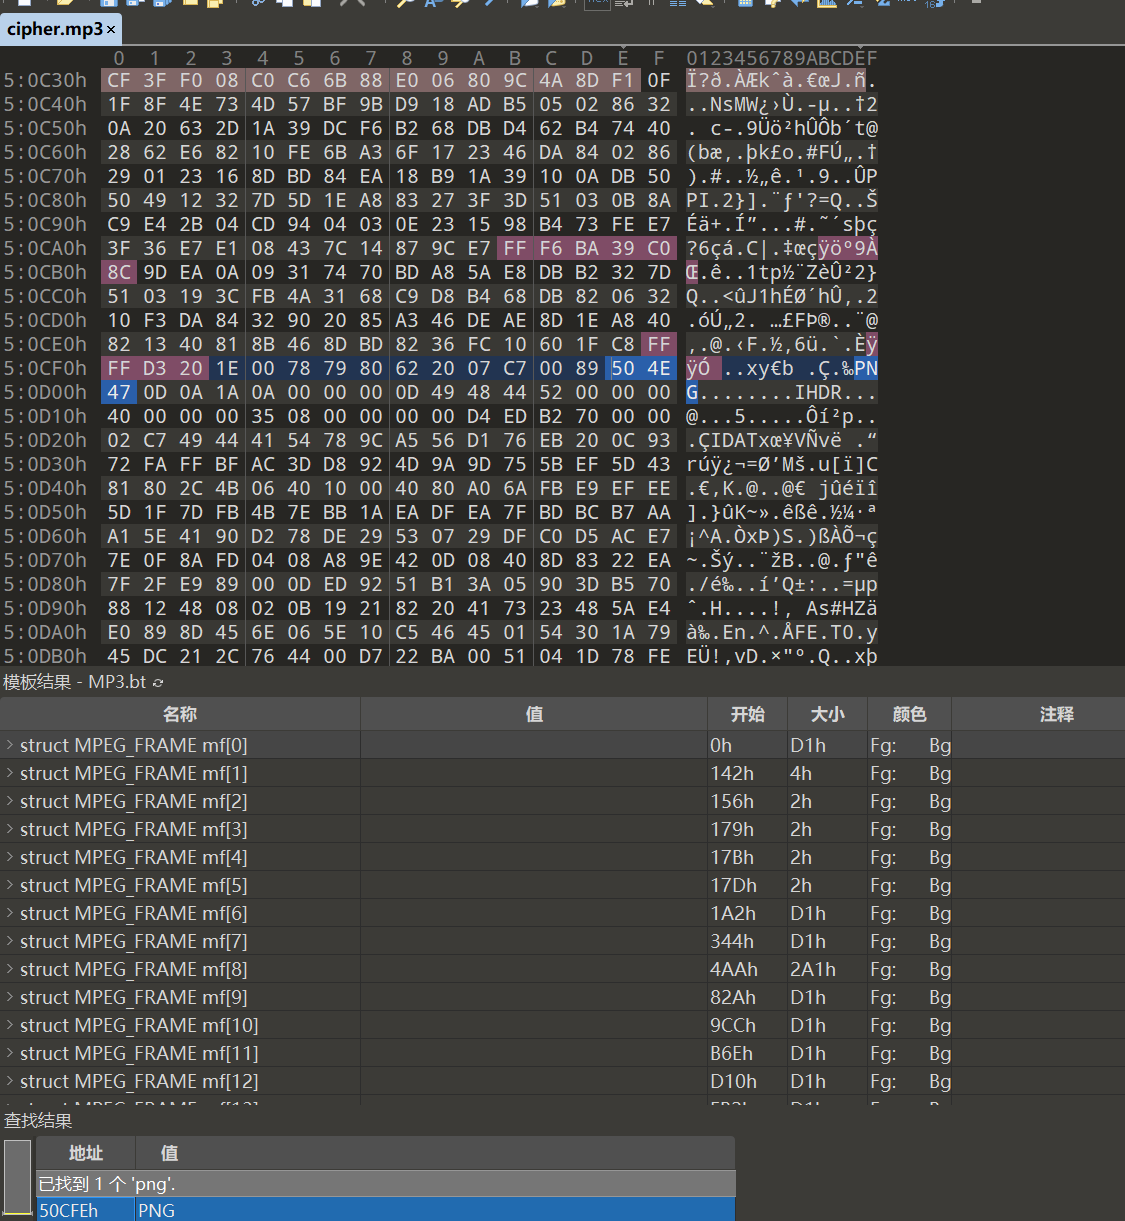 cipher.mp3×
0 1 2 3 4 5 6 7 8 9 A B C D E F 0123456789ABCDEF
5:0C30h CF 3F F0 08 C0 C6 6B 88 E0 06 80 9C 4A 8D F1 0F Ï?ð.ÀÆkˆà.€œJ.ñ.
5:0C40h 1F 8F 4E 73 4D 57 BF 9B D9 18 AD B5 05 02 86 32 ..NsMW¿›Ù.-µ..†2
5:0C50h 0A 20 63 2D 1A 39 DC F6 B2 68 DB D4 62 B4 74 40 . c-.9Üö²hÛÔb´t@
5:0C60h 28 62 E6 82 10 FE 6B A3 6F 17 23 46 DA 84 02 86 (bæ‚.þk£o.#FÚ„.†
5:0C70h 29 01 23 16 8D BD 84 EA 18 B9 1A 39 10 0A DB 50 ).#..½„ê.¹.9..ÛP
5:0C80h 50 49 12 32 7D 5D 1E A8 83 27 3F 3D 51 03 0B 8A PI.2}].¨ƒ'?=Q..Š
5:0C90h C9 E4 2B 04 CD 94 04 03 0E 23 15 98 B4 73 FE E7 Éä+.Í”...#.˜´sþç
5:0CA0h 3F 36 E7 E1 08 43 7C 14 87 9C E7 FF F6 BA 39 C0 ?6çá.C|.‡œçÿöº9À
5:0CB0h 8C 9D EA 0A 09 31 74 70 BD A8 5A E8 DB B2 32 7D Œ.ê..1tp½¨ZèÛ²2}
5:0CC0h 51 03 19 3C FB 4A 31 68 C9 D8 B4 68 DB 82 06 32 Q..<ûJ1hÉØ´hÛ‚.2
5:0CD0h 10 F3 DA 84 32 90 20 85 A3 46 DE AE 8D 1E A8 40 .óÚ„2. …£FÞ®..¨@
5:0CE0h 82 13 40 81 8B 46 8D BD 82 36 FC 10 60 1F C8 FF ‚.@.‹F.½‚6ü.`.Èÿ
5:0CF0h FF D3 20 1E 00 78 79 80 62 20 07 C7 00 89 50 4E ÿÓ ..xy€b .Ç.‰PN
5:0D00h 47 0D 0A 1A 0A 00 00 00 0D 49 48 44 52 00 00 00 G........IHDR...
5:0D10h 40 00 00 00 35 08 00 00 00 00 D4 ED B2 70 00 00 @...5.....Ôí²p..
5:0D20h 02 C7 49 44 41 54 78 9C A5 56 D1 76 EB 20 0C 93 .ÇIDATxœ¥VÑvë .“
5:0D30h 72 FA FF BF AC 3D D8 92 4D 9A 9D 75 5B EF 5D 43 rúÿ¿¬=Ø’Mš.u[ï]C
5:0D40h 81 80 2C 4B 06 40 10 00 40 80 A0 6A FB E9 EF EE .€,K.@..@€ jûéïî
5:0D50h 5D 1F 7D FB 4B 7E BB 1A EA DF EA 7F BD BC B7 AA ].}ûK~».êßê.½¼·ª
5:0D60h A1 5E 41 90 D2 78 DE 29 53 07 29 DF C0 D5 AC E7 ¡^A.ÒxÞ)S.)ßÀÕ¬ç
5:0D70h 7E 0F 8A FD 04 08 A8 9E 42 0D 08 40 8D 83 22 EA ~.Šý..¨žB..@.ƒ"ê
5:0D80h 7F 2F E9 89 00 0D ED 92 51 B1 3A 05 90 3D B5 70 ./é‰..í’Q±:..=µp
5:0D90h 88 12 48 08 02 0B 19 21 82 20 41 73 23 48 5A E4 ˆ.H....!‚ As#HZä
5:0DA0h E0 89 8D 45 6E 06 5E 10 C5 46 45 01 54 30 1A 79 à‰.En.^.ÅFE.T0.y
5:0DB0h 45 DC 21 2C 76 44 00 D7 22 BA 00 51 04 1D 78 FE EÜ!,vD.×"º.Q..xþ
模板结果 - MP3.bt
名称 值 开始 大小 颜色 注释
struct MPEG_FRAME mf[0] 0h D1h Fg: Bg
struct MPEG_FRAME mf[1] 142h 4h Fg: Bg
struct MPEG_FRAME mf[2] 156h 2h Fg: Bg
struct MPEG_FRAME mf[3] 179h 2h Fg: Bg
struct MPEG_FRAME mf[4] 17Bh 2h Fg: Bg
struct MPEG_FRAME mf[5] 17Dh 2h Fg: Bg
struct MPEG_FRAME mf[6] 1A2h D1h Fg: Bg
struct MPEG_FRAME mf[7] 344h D1h Fg: Bg
struct MPEG_FRAME mf[8] 4AAh 2A1h Fg: Bg
struct MPEG_FRAME mf[9] 82Ah D1h Fg: Bg
struct MPEG_FRAME mf[10] 9CCh D1h Fg: Bg
struct MPEG_FRAME mf[11] B6Eh D1h Fg: Bg
struct MPEG_FRAME mf[12] D10h D1h Fg: Bg
查找结果
地址 值
已找到 1 个 'png'.
50CFEh PNG